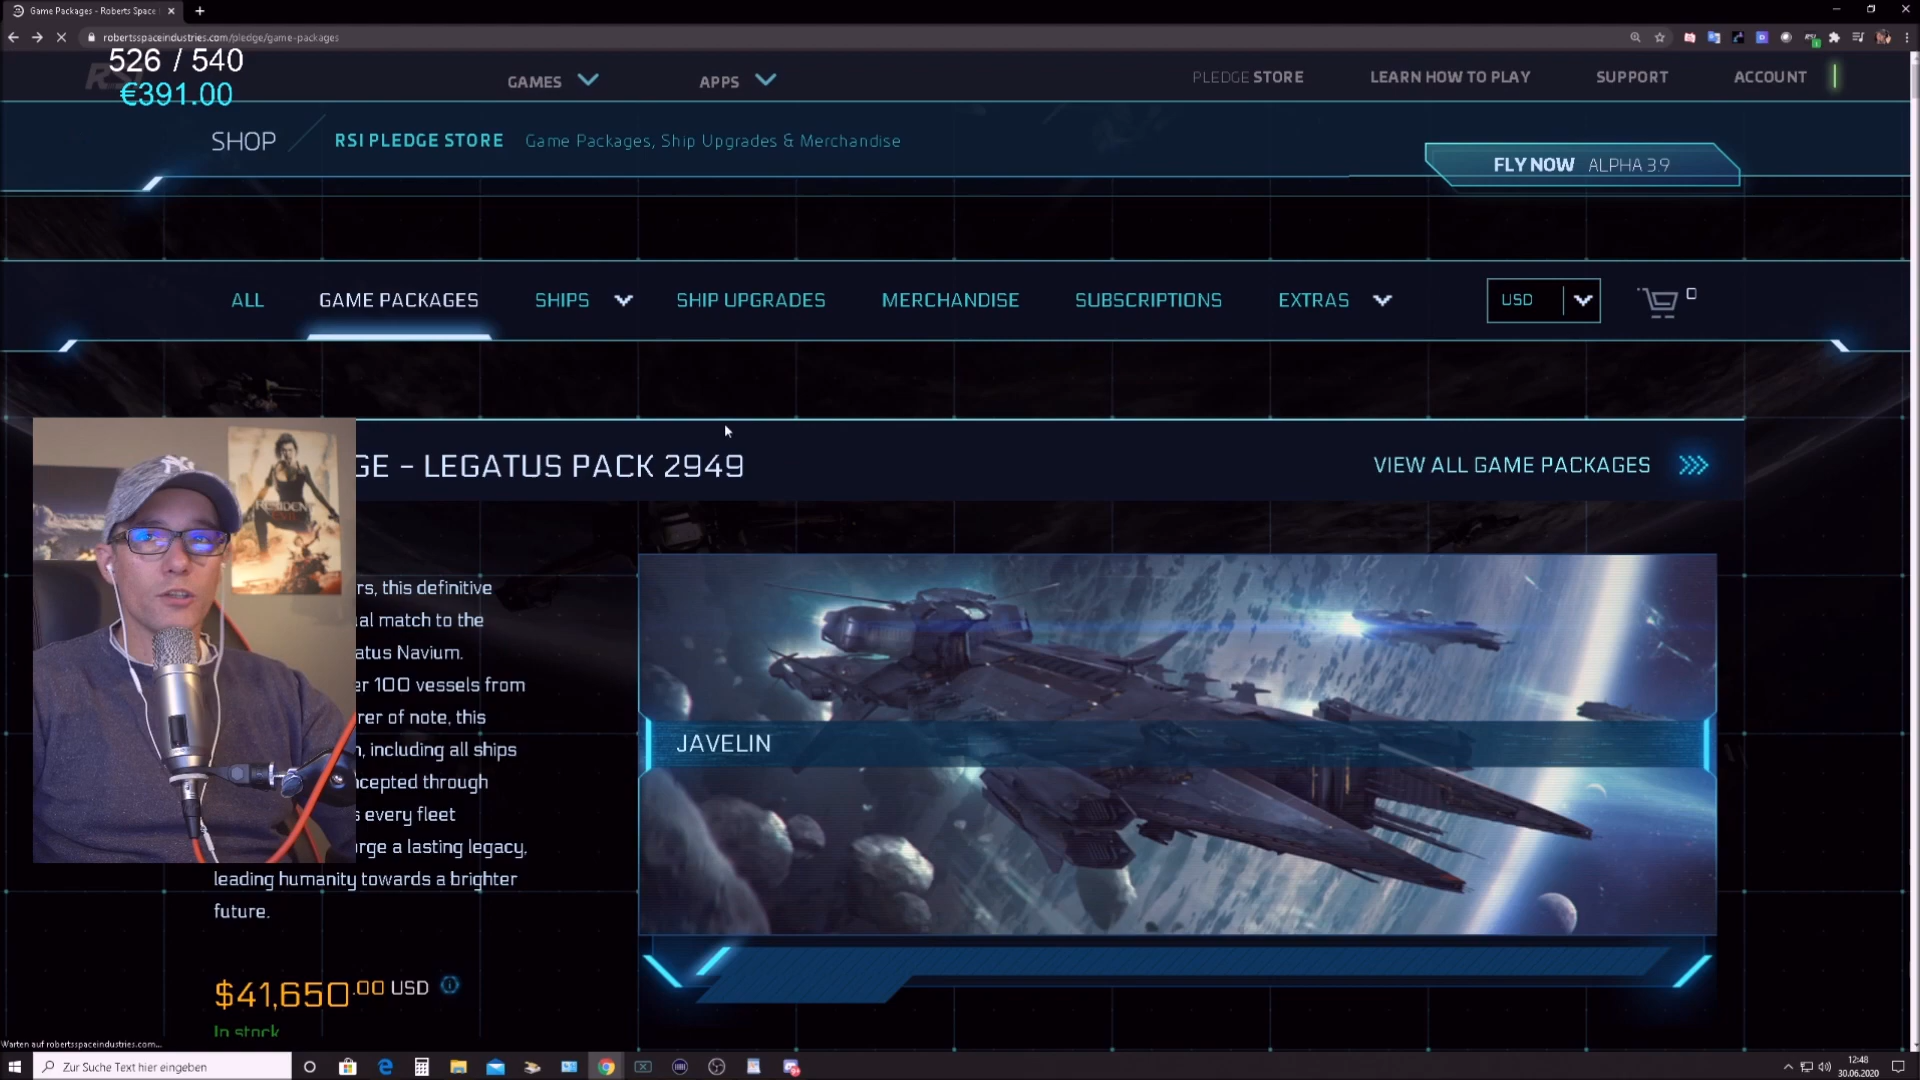 Game Packages - Roberts Space
robertsspaceindustries.com/pledge/game-packages
526 / 540
€391.00
RSI
GAMES
APPS
PLEDGE STORE
LEARN HOW TO PLAY
SUPPORT
ACCOUNT
SHOP
RSI PLEDGE STORE
Game Packages, Ship Upgrades & Merchandise
FLY NOW ALPHA 3.9
ALL
GAME PACKAGES
SHIPS
SHIP UPGRADES
MERCHANDISE
SUBSCRIPTIONS
EXTRAS
USD
0
GE - LEGATUS PACK 2949
VIEW ALL GAME PACKAGES
RESIDENT EVIL
rs, this definitive
al match to the
atus Navium.
er 100 vessels from
rer of note, this
n, including all ships
cepted through
s every fleet
rge a lasting legacy,
leading humanity towards a brighter
future.
JAVELIN
$41,650.00 USD
In stock
Warten auf robertsspaceindustries.com...
Zur Suche Text hier eingeben
12:48
30.06.2020